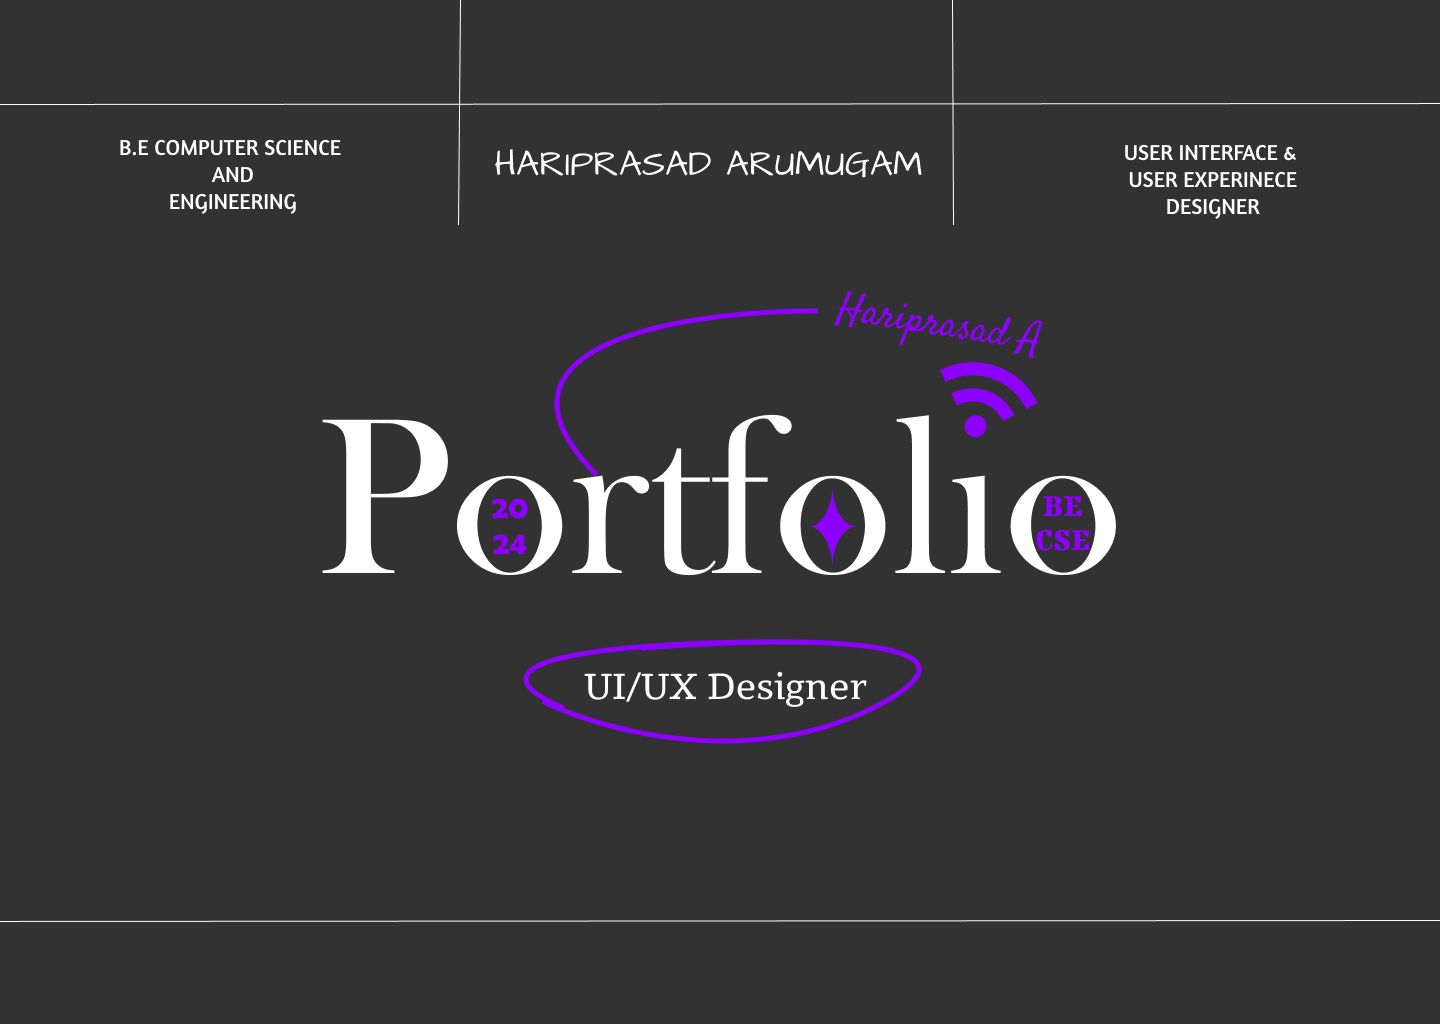 B.E COMPUTER SCIENCE
AND
ENGINEERING
HARIPRASAD ARUMUGAM
USER INTERFACE &
USER EXPERINECE
DESIGNER
Hariprasad A
Portfolio
20
24
BE
CSE
UI/UX Designer